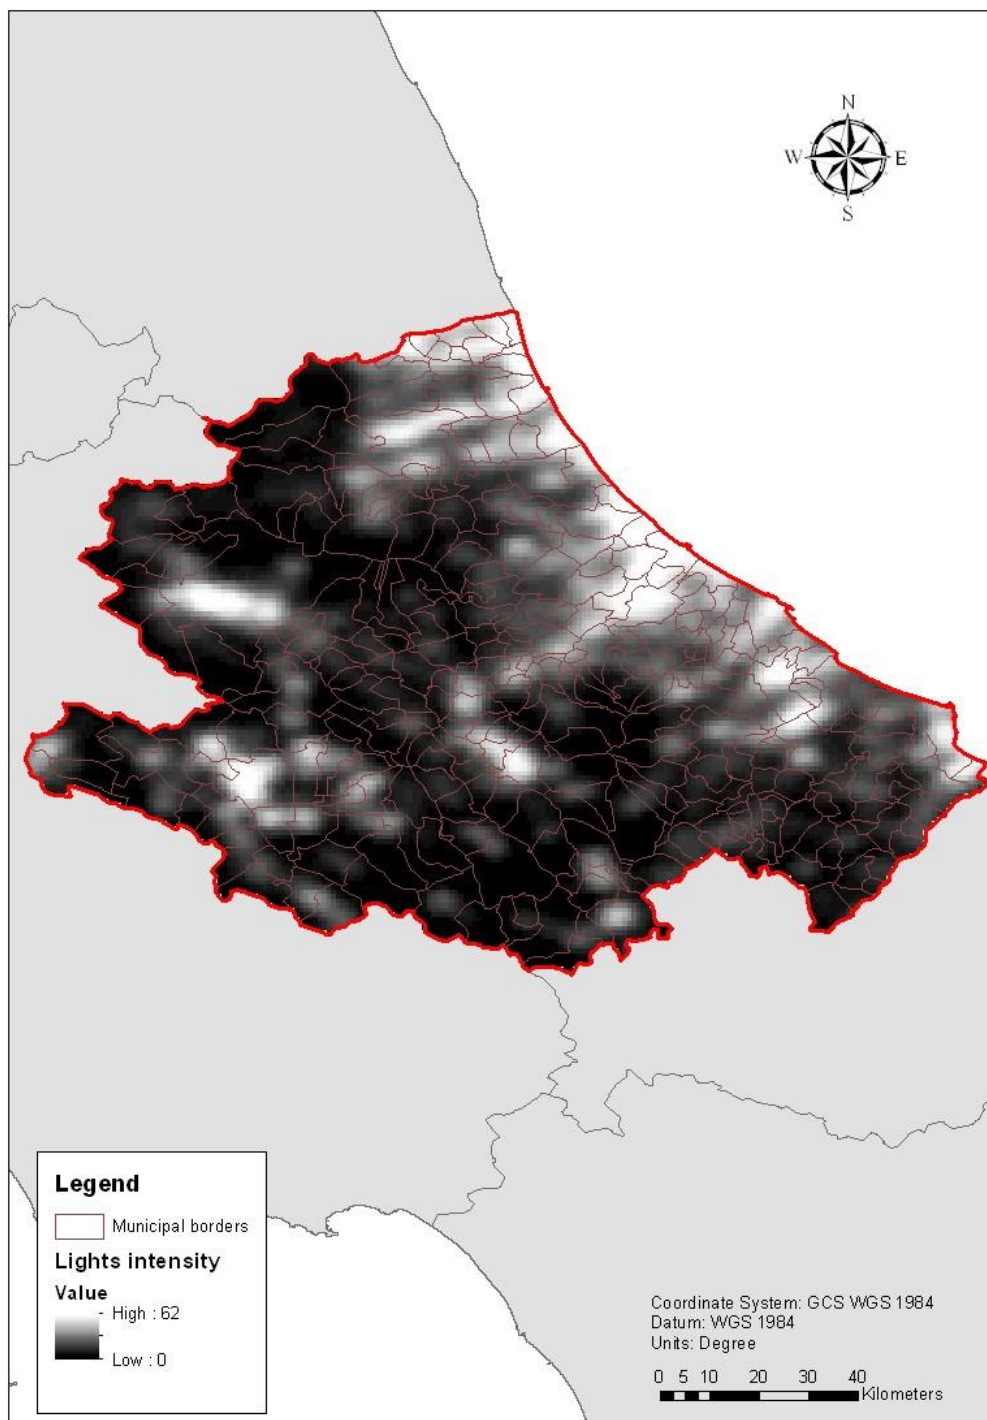 N
W E
S
Legend
Municipal borders
Lights intensity
Value
High : 62
Low : 0
Coordinate System: GCS WGS 1984
Datum: WGS 1984
Units: Degree
0 5 10 20 30 40
Kilometers